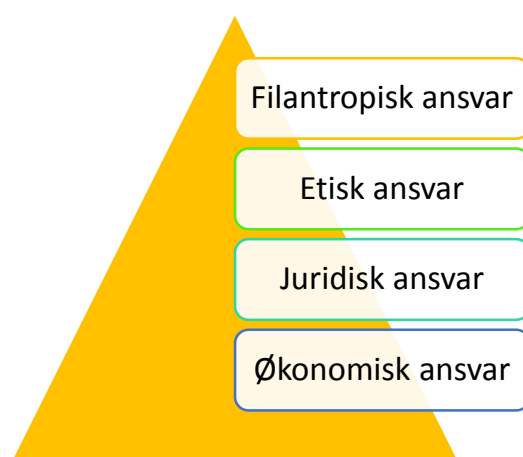 Filantropisk ansvar
Etisk ansvar
Juridisk ansvar
Økonomisk ansvar